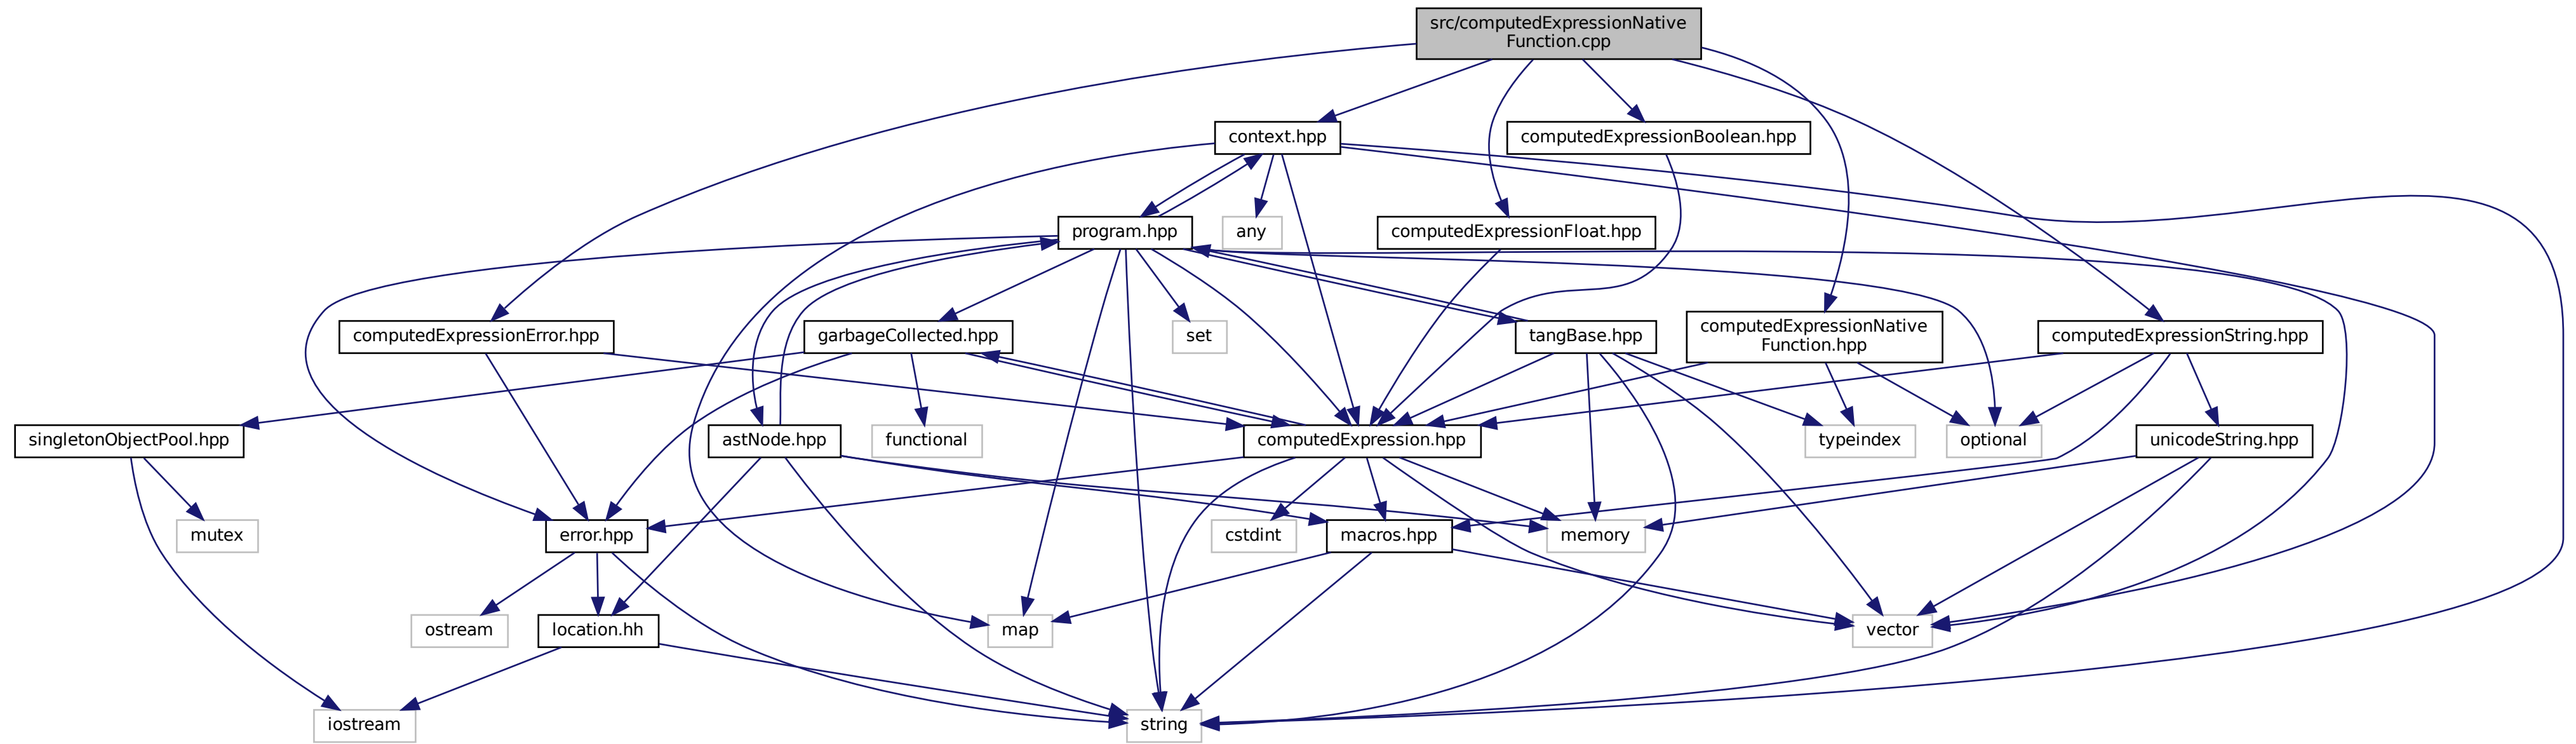 src/computedExpressionNative
Function.cpp
context.hpp
computedExpressionBoolean.hpp
program.hpp
any
computedExpressionFloat.hpp
computedExpressionError.hpp
garbageCollected.hpp
set
tangBase.hpp
computedExpressionNative
Function.hpp
computedExpressionString.hpp
singletonObjectPool.hpp
astNode.hpp
functional
computedExpression.hpp
typeindex
optional
unicodeString.hpp
mutex
error.hpp
cstdint
macros.hpp
memory
ostream
location.hh
map
vector
iostream
string